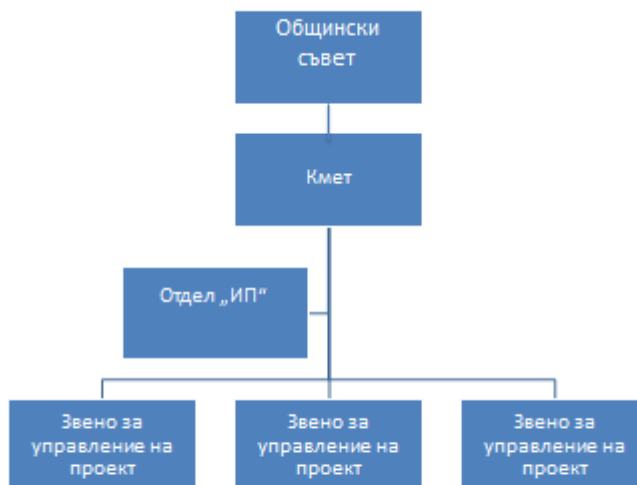 Общински
съвет
Кмет
Отдел „ИП“
Звено за
управление на
проект
Звено за
управление на
проект
Звено за
управление на
проект